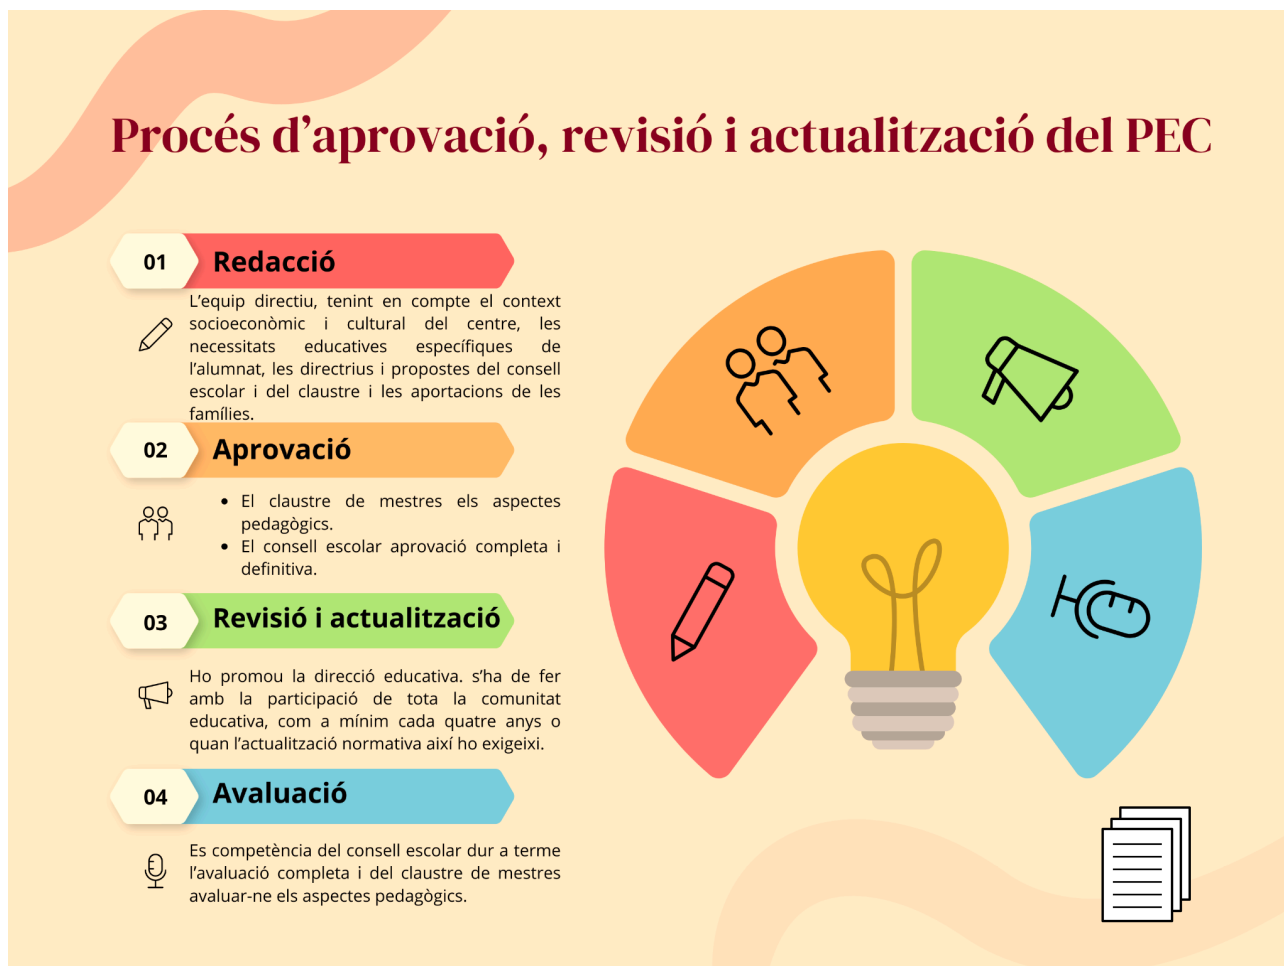 Procés d’aprovació, revisió i actualització del PEC
01
Redacció
L’equip directiu, tenint en compte el context
socioeconòmic i cultural del centre, les
necessitats educatives específiques de
l’alumnat, les directrius i propostes del consell
escolar i del claustre i les aportacions de les
famílies.
02
Aprovació
• El claustre de mestres els aspectes
pedagògics.
• El consell escolar aprovació completa i
definitiva.
03
Revisió i actualització
Ho promou la direcció educativa. s’ha de fer
amb la participació de tota la comunitat
educativa, com a mínim cada quatre anys o
quan l’actualització normativa així ho exigeixi.
04
Avaluació
Es competència del consell escolar dur a terme
l’avaluació completa i del claustre de mestres
avaluar-ne els aspectes pedagògics.